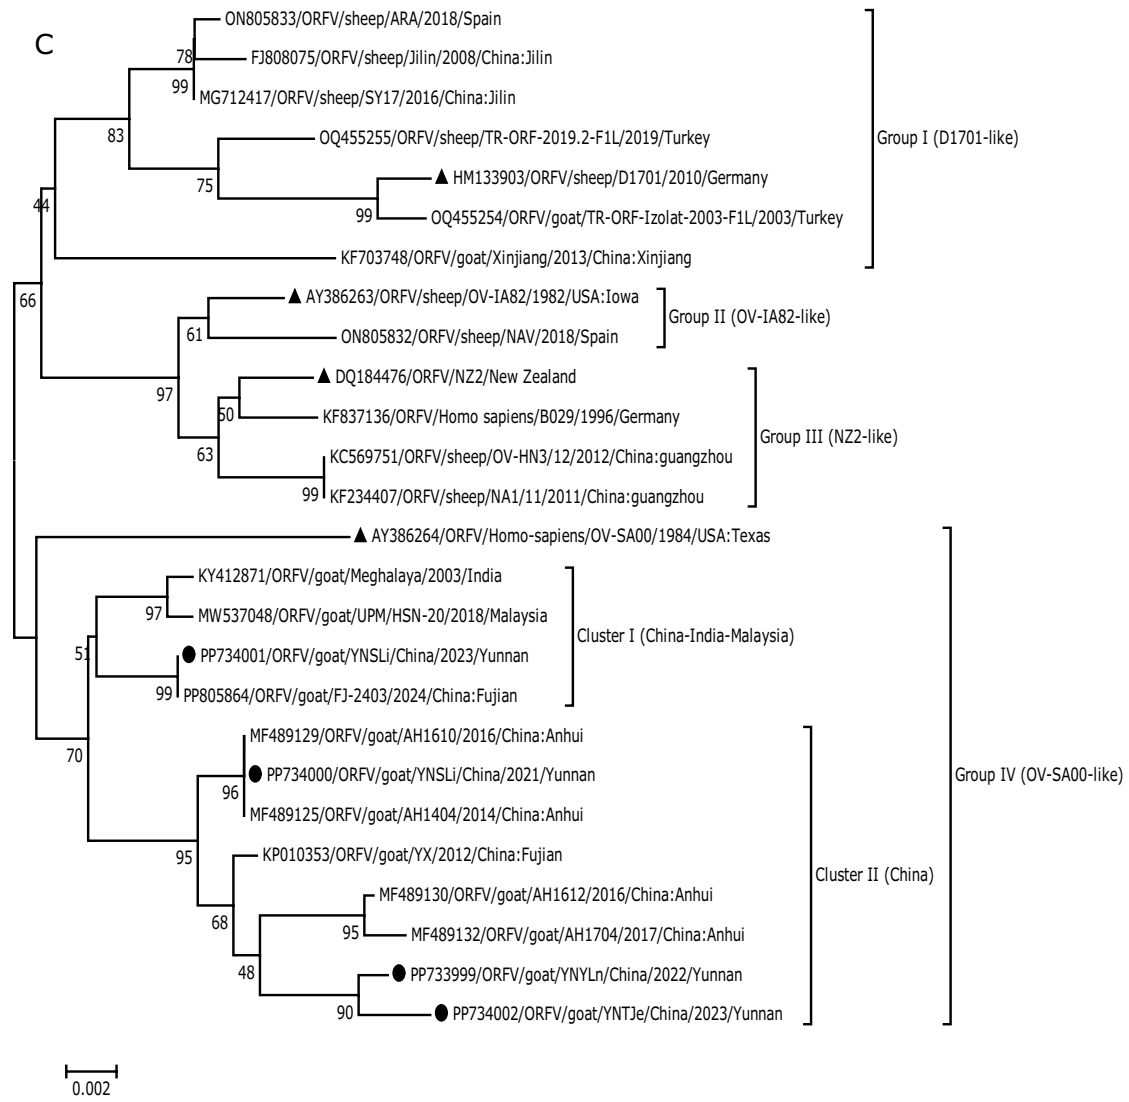 C
ON805833/ORFV/sheep/ARA/2018/Spain
78
FJ808075/ORFV/sheep/Jilin/2008/China:Jilin
99
MG712417/ORFV/sheep/SY17/2016/China:Jilin
83
OQ455255/ORFV/sheep/TR-ORF-2019.2-F1L/2019/Turkey
Group I (D1701-like)
75
HM133903/ORFV/sheep/D1701/2010/Germany
44
99
OQ455254/ORFV/goat/TR-ORF-Izolat-2003-F1L/2003/Turkey
KF703748/ORFV/goat/Xinjiang/2013/China:Xinjiang
66
AY386263/ORFV/sheep/OV-IA82/1982/USA:Iowa
Group II (OV-IA82-like)
61
ON805832/ORFV/sheep/NAV/2018/Spain
97
DQ184476/ORFV/NZ2/New Zealand
50
KF837136/ORFV/Homo sapiens/B029/1996/Germany
Group III (NZ2-like)
63
KC569751/ORFV/sheep/OV-HN3/12/2012/China:guangzhou
99
KF234407/ORFV/sheep/NA1/11/2011/China:guangzhou
AY386264/ORFV/Homo-sapiens/OV-SA00/1984/USA:Texas
KY412871/ORFV/goat/Meghalaya/2003/India
97
MW537048/ORFV/goat/UPM/HSN-20/2018/Malaysia
Cluster I (China-India-Malaysia)
51
PP734001/ORFV/goat/YNSLi/China/2023/Yunnan
99
PP805864/ORFV/goat/FJ-2403/2024/China:Fujian
70
MF489129/ORFV/goat/AH1610/2016/China:Anhui
PP734000/ORFV/goat/YNSLi/China/2021/Yunnan
Group IV (OV-SA00-like)
96
MF489125/ORFV/goat/AH1404/2014/China:Anhui
95
KP010353/ORFV/goat/YX/2012/China:Fujian
Cluster II (China)
68
MF489130/ORFV/goat/AH1612/2016/China:Anhui
95
MF489132/ORFV/goat/AH1704/2017/China:Anhui
48
PP733999/ORFV/goat/YNYLn/China/2022/Yunnan
90
PP734002/ORFV/goat/YNTJe/China/2023/Yunnan
0.002